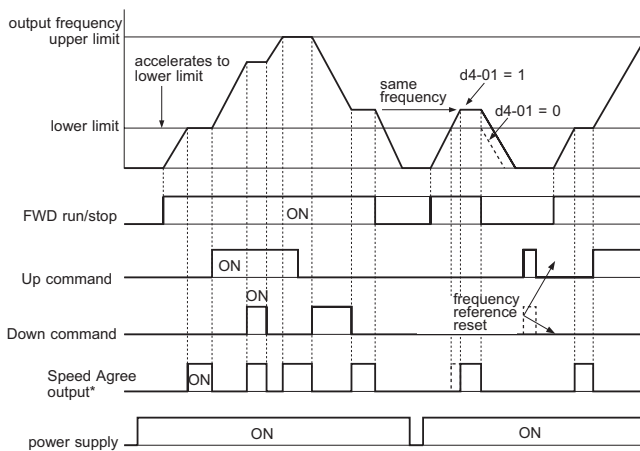 output frequency
upper limit
accelerates to
lower limit
same
frequency
d4-01 = 1
d4-01 = 0
lower limit
FWD run/stop
ON
Up command
ON
ON
frequency
reference
reset
Down command
Speed Agree
output*
ON
power supply
ON
ON